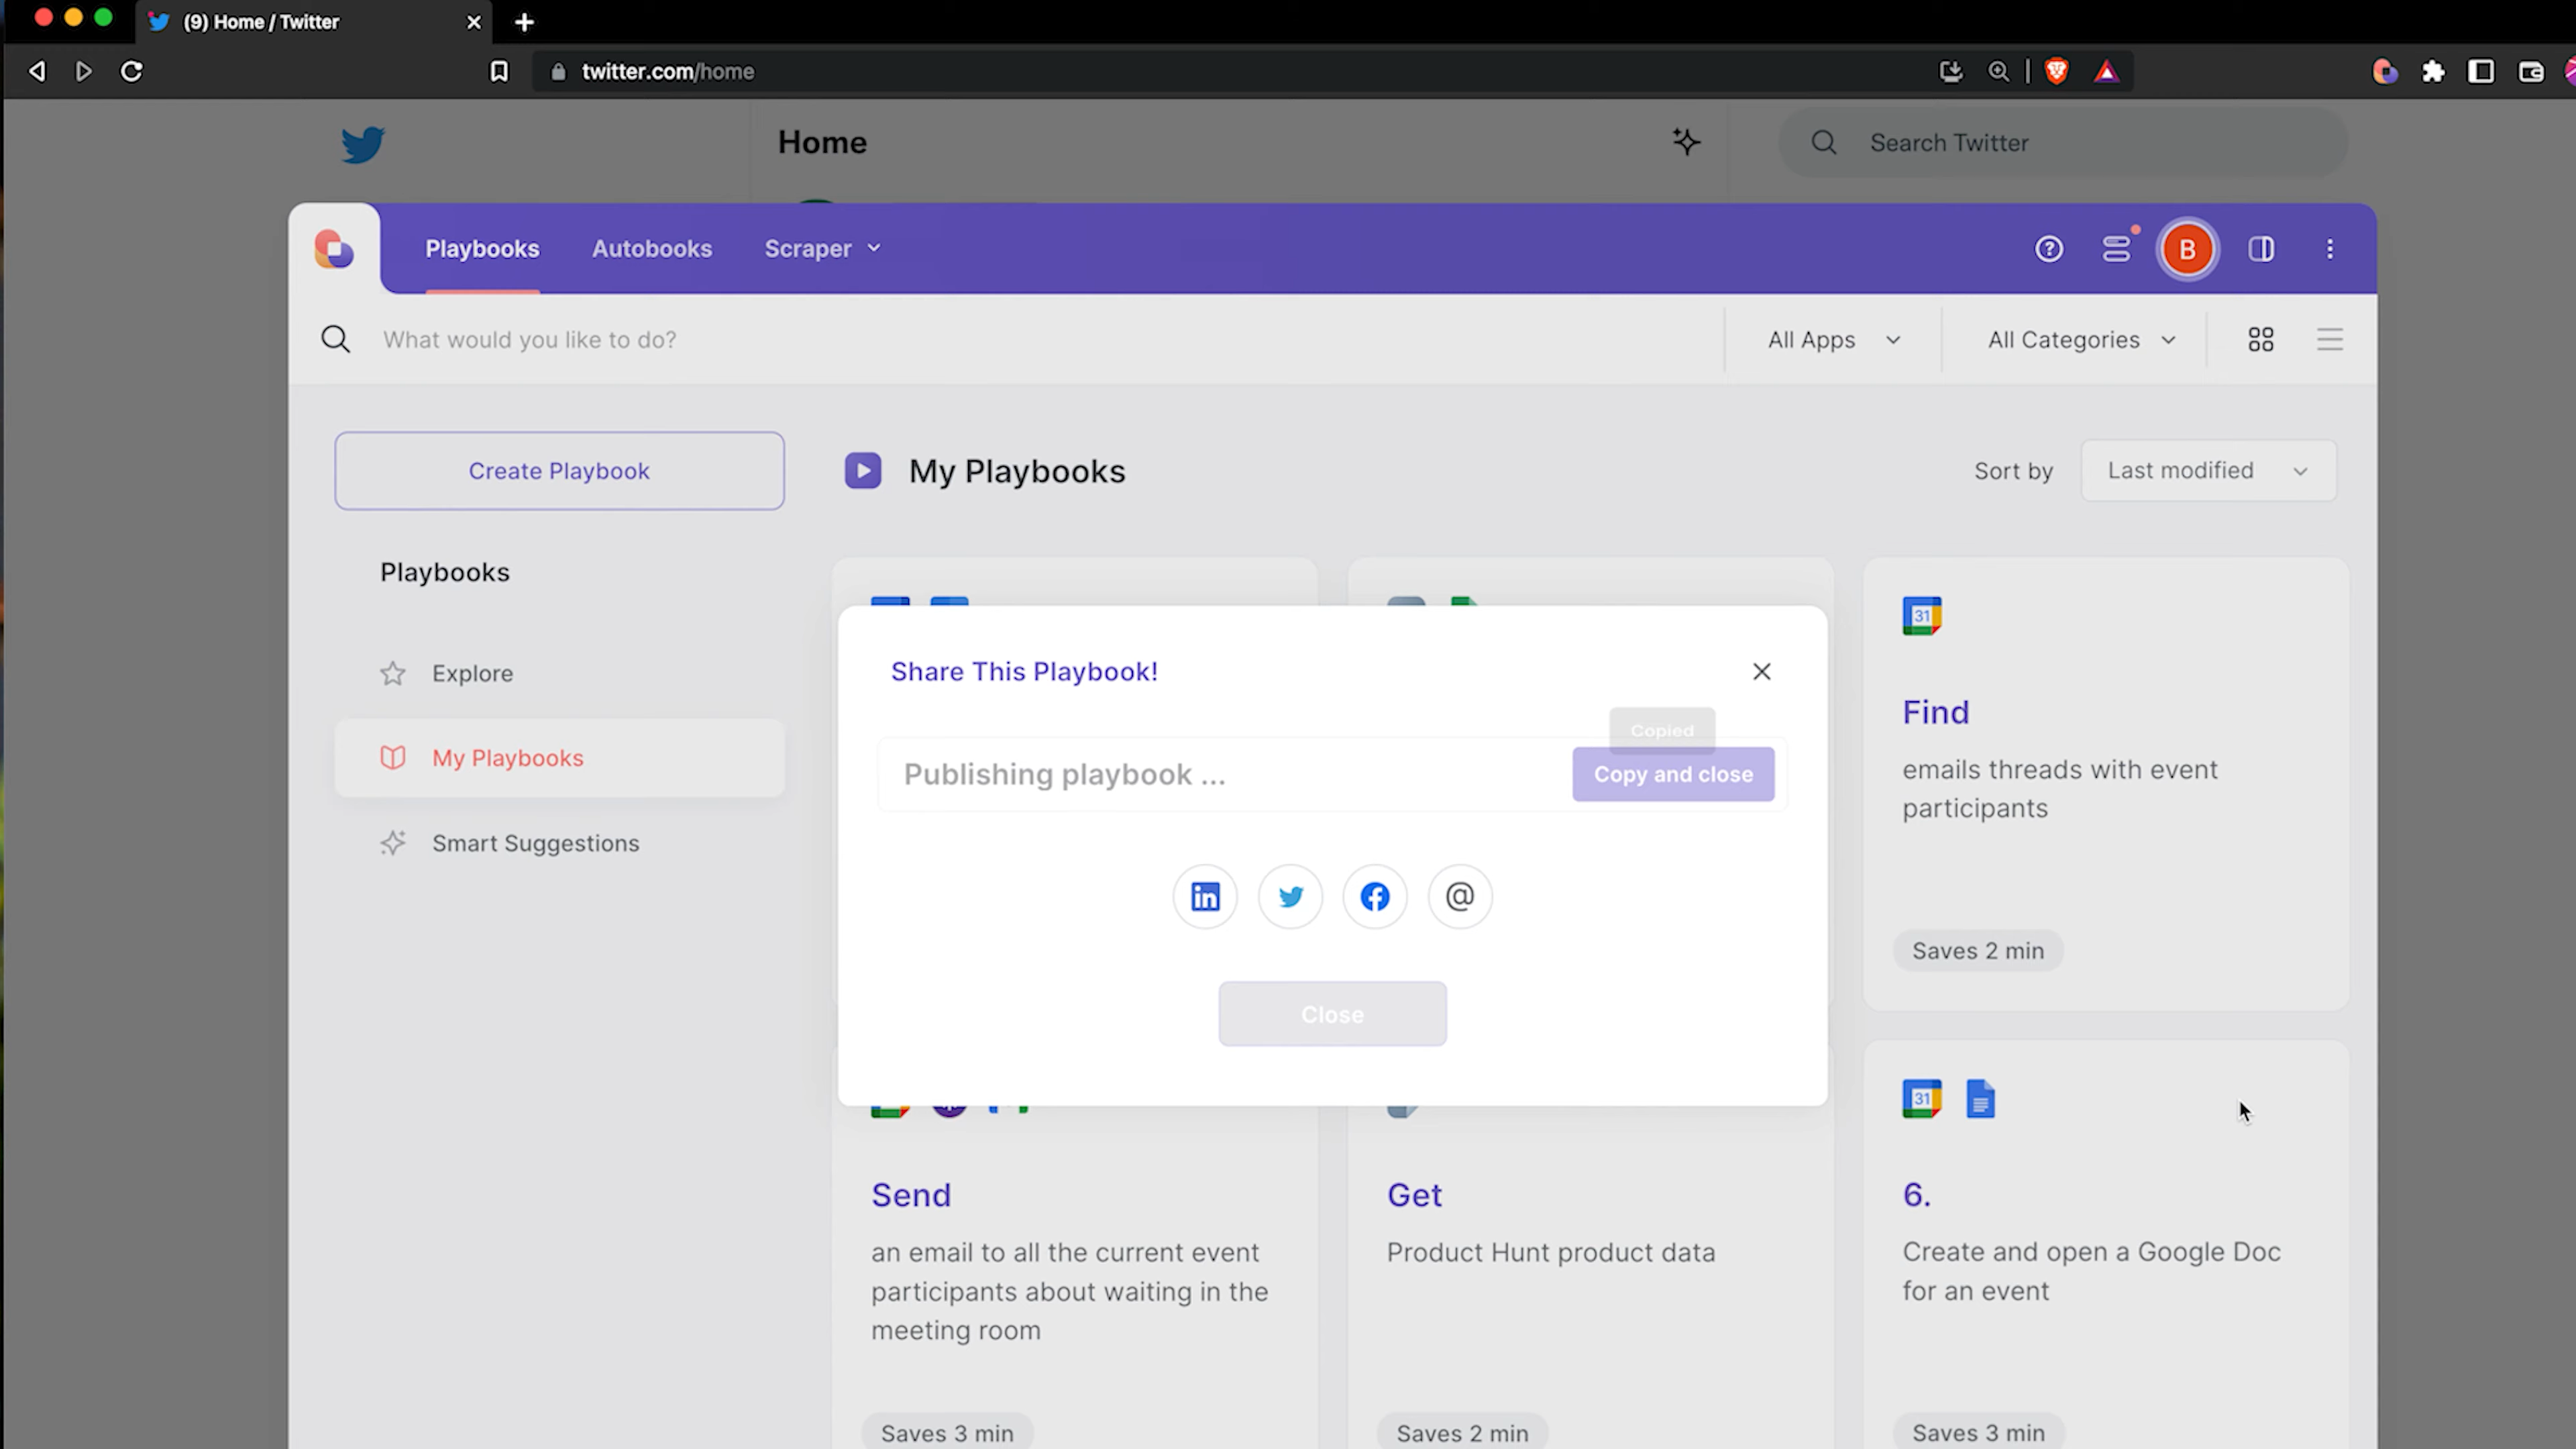 (9) Home / Twitter
twitter.com/home
Home
Search Twitter
Playbooks
Autobooks
Scraper
B
What would you like to do?
All Apps
All Categories
Create Playbook
My Playbooks
Sort by
Last modified
Playbooks
Explore
My Playbooks
Smart Suggestions
Share This Playbook!
Copied
Publishing playbook ...
Copy and close
in
@
Close
31
Find
emails threads with event
participants
Saves 2 min
Send
an email to all the current event
participants about waiting in the
meeting room
Saves 3 min
Get
Product Hunt product data
Saves 2 min
31
6.
Create and open a Google Doc
for an event
Saves 3 min